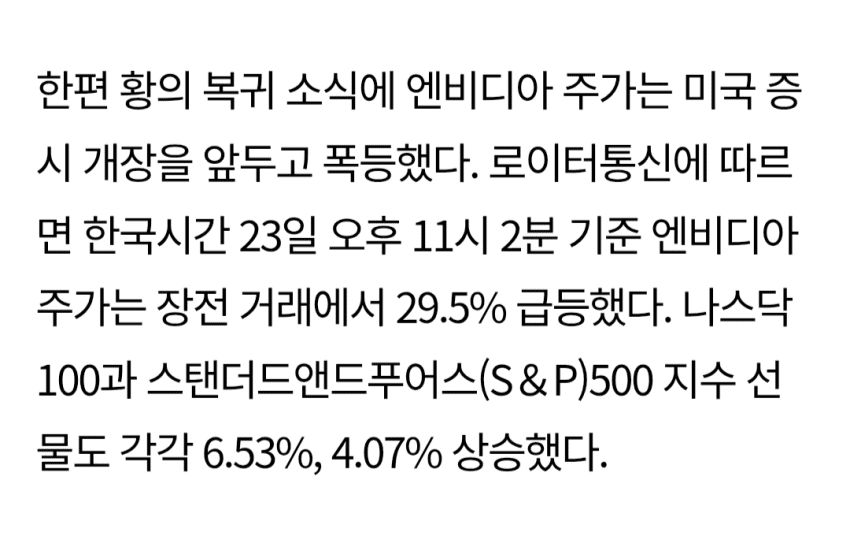 한편 황의 복귀 소식에 엔비디아 주가는 미국 증
시 개장을 앞두고 폭등했다. 로이터통신에 따르
면 한국시간 23일 오후 11시 2분 기준 엔비디아
주가는 장전 거래에서 29.5% 급등했다. 나스닥
100과 스탠더드앤드푸어스(S&P)500 지수 선
물도 각각 6.53%, 4.07% 상승했다.